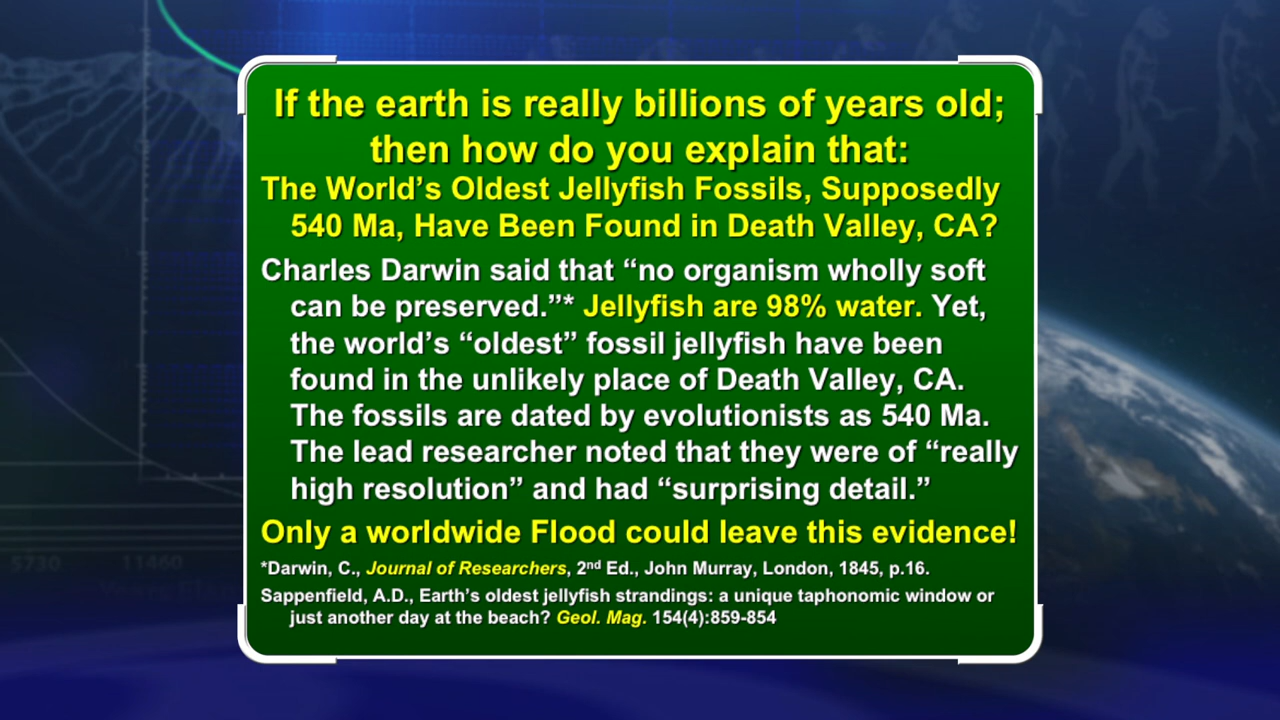 If the earth is really billions of years old;
then how do you explain that:
The World's Oldest Jellyfish Fossils, Supposedly
540 Ma, Have Been Found in Death Valley, CA?
Charles Darwin said that “no organism wholly soft
can be preserved.”* Jellyfish are 98% water. Yet,
the world's “oldest” fossil jellyfish have been
found in the unlikely place of Death Valley, CA.
The fossils are dated by evolutionists as 540 Ma.
The lead researcher noted that they were of “really
high resolution” and had “surprising detail.”
Only a worldwide Flood could leave this evidence!
*Darwin, C., Journal of Researchers, 2nd Ed., John Murray, London, 1845, p.16.
Sappenfield, A.D., Earth's oldest jellyfish strandings: a unique taphonomic window or
just another day at the beach? Geol. Mag. 154(4):859-854
5730 11460